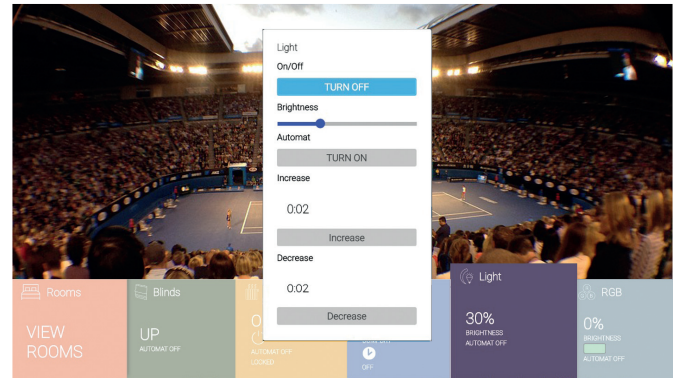 Light
On/Off
TURN OFF
Brightness
Automat
TURN ON
Increase
0:02
Increase
Decrease
0:02
Decrease
Rooms
VIEW
ROOMS
Blinds
UP
AUTOMAT OFF
AUTOMAT OFF
LOCKED
OFF
Light
30%
BRIGHTNESS
AUTOMAT OFF
RGB
0%
BRIGHTNESS
AUTOMAT OFF